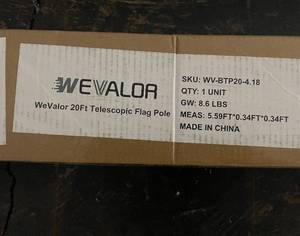 WEVALOR
WeValor 20Ft Telescopic Flag Pole
SKU: WV-BTP20-4.18
QTY: 1 UNIT
GW: 8.6 LBS
MEAS: 5.59FT*0.34FT*0.34FT
MADE IN CHINA